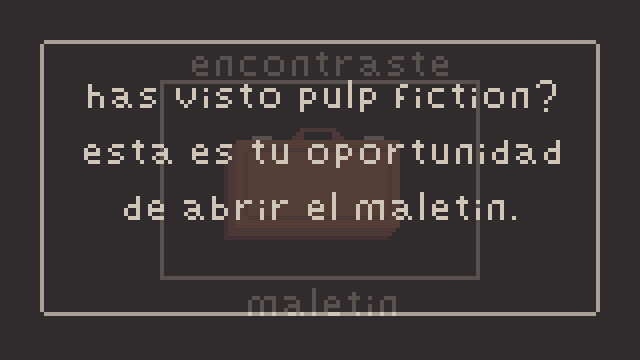 encontraste
has visto pulp fiction?
esta es tu oportunidad
de abrir el maletin.
maletin